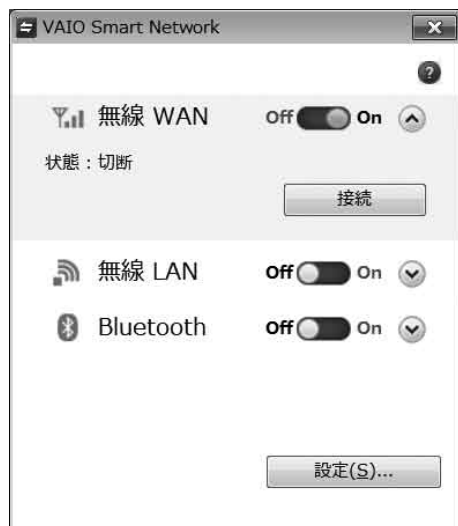 VAIO Smart Network
?
無線 WAN Off On
状態：切断
接続
無線 LAN Off On
Bluetooth Off On
設定(S)...